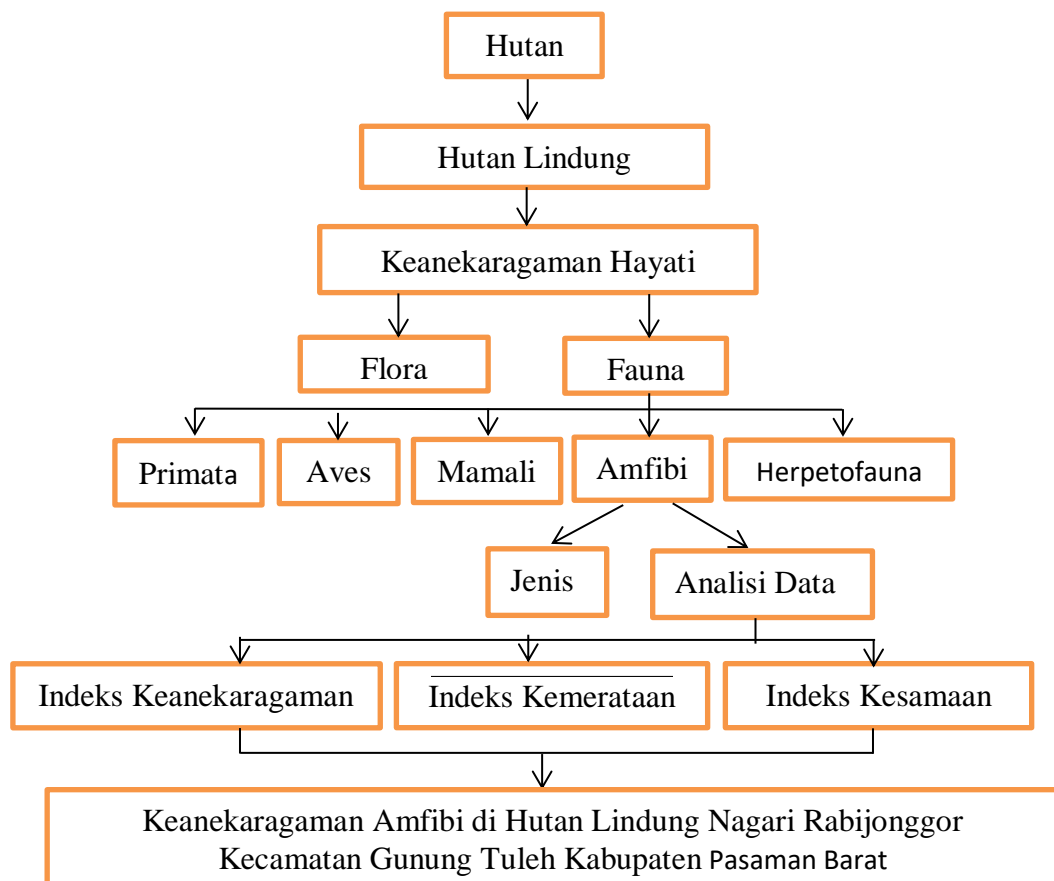 Hutan
Hutan Lindung
Keanekaragaman Hayati
Flora
Fauna
Primata
Aves
Mamali
Amfibi
Herpetofauna
Jenis
Analisi Data
Indeks Keanekaragaman
Indeks Kemerataan
Indeks Kesamaan
Keanekaragaman Amfibi di Hutan Lindung Nagari Rabijonggor
Kecamatan Gunung Tuleh Kabupaten Pasaman Barat